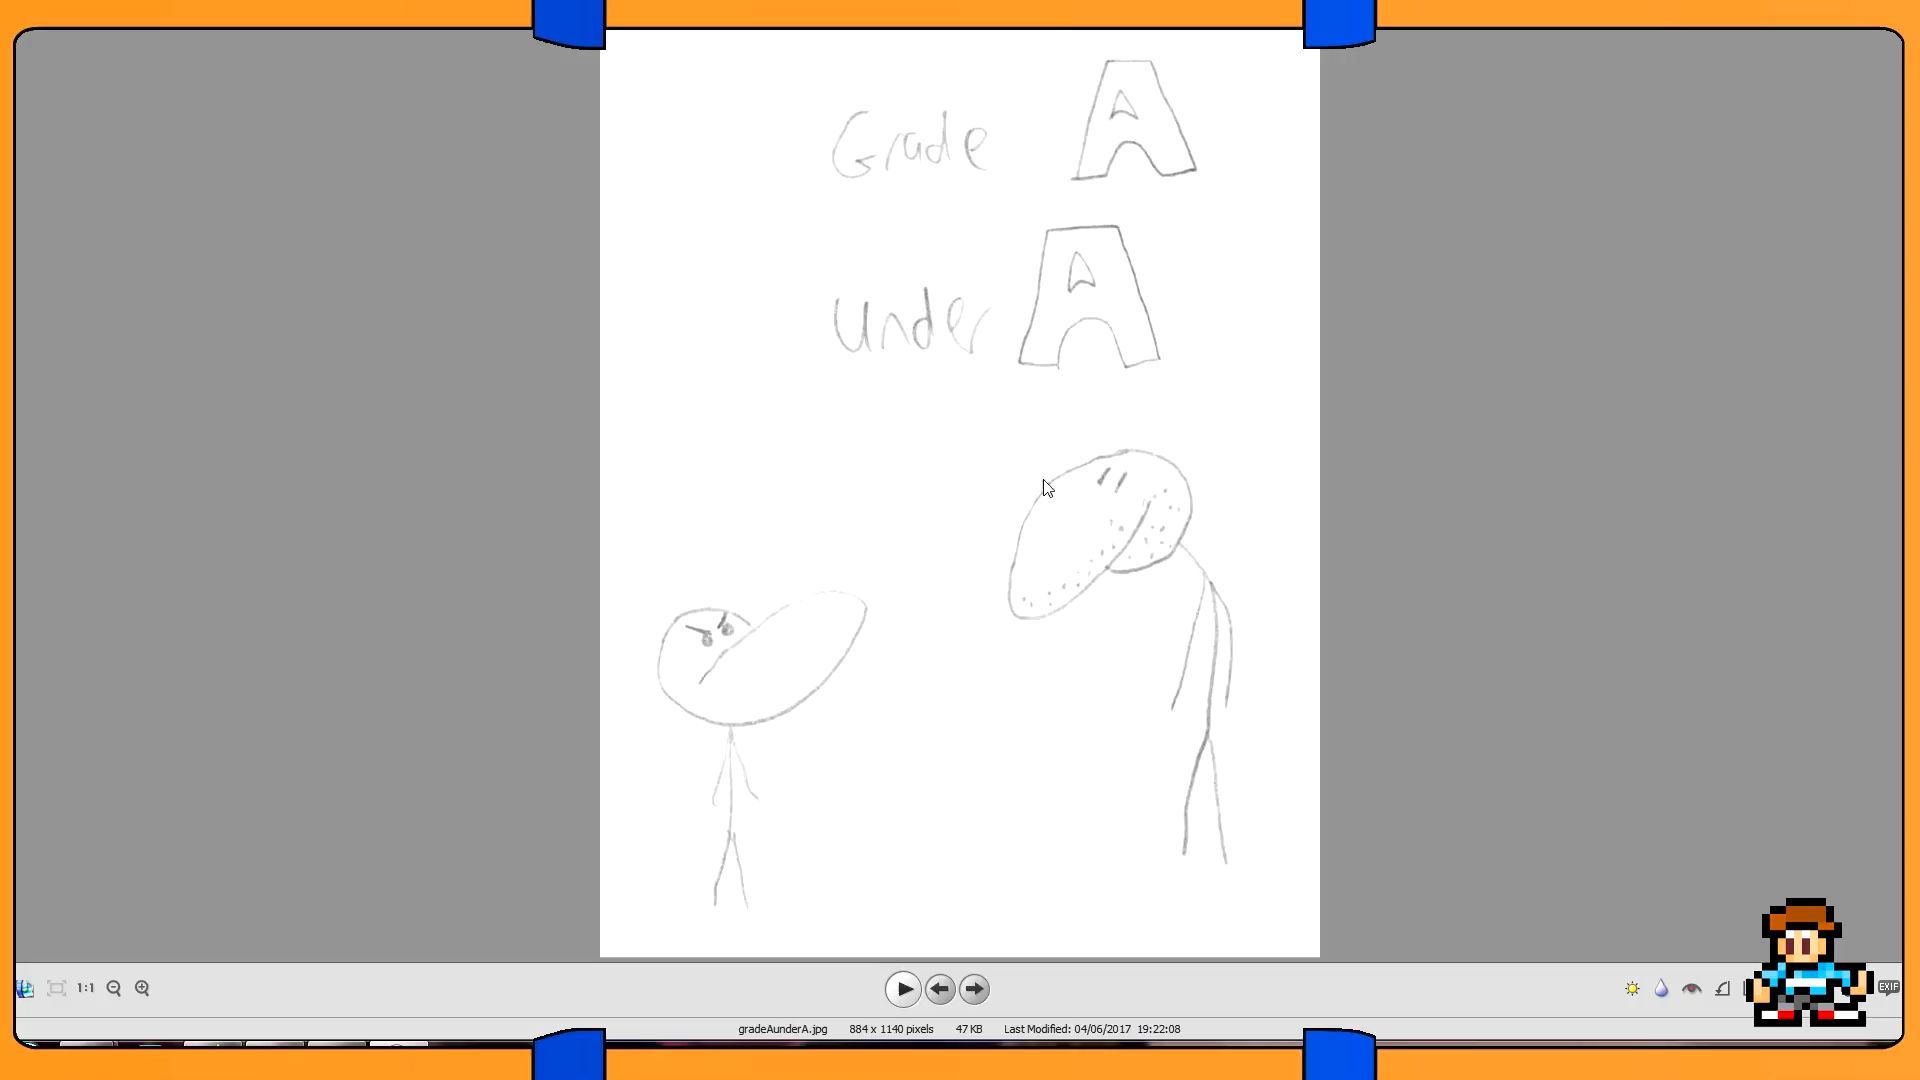 Grade A
Under A
1:1
EXIF
gradeAunderA.jpg 884 x 1140 pixels 47 KB Last Modified: 04/06/2017 19:22:08